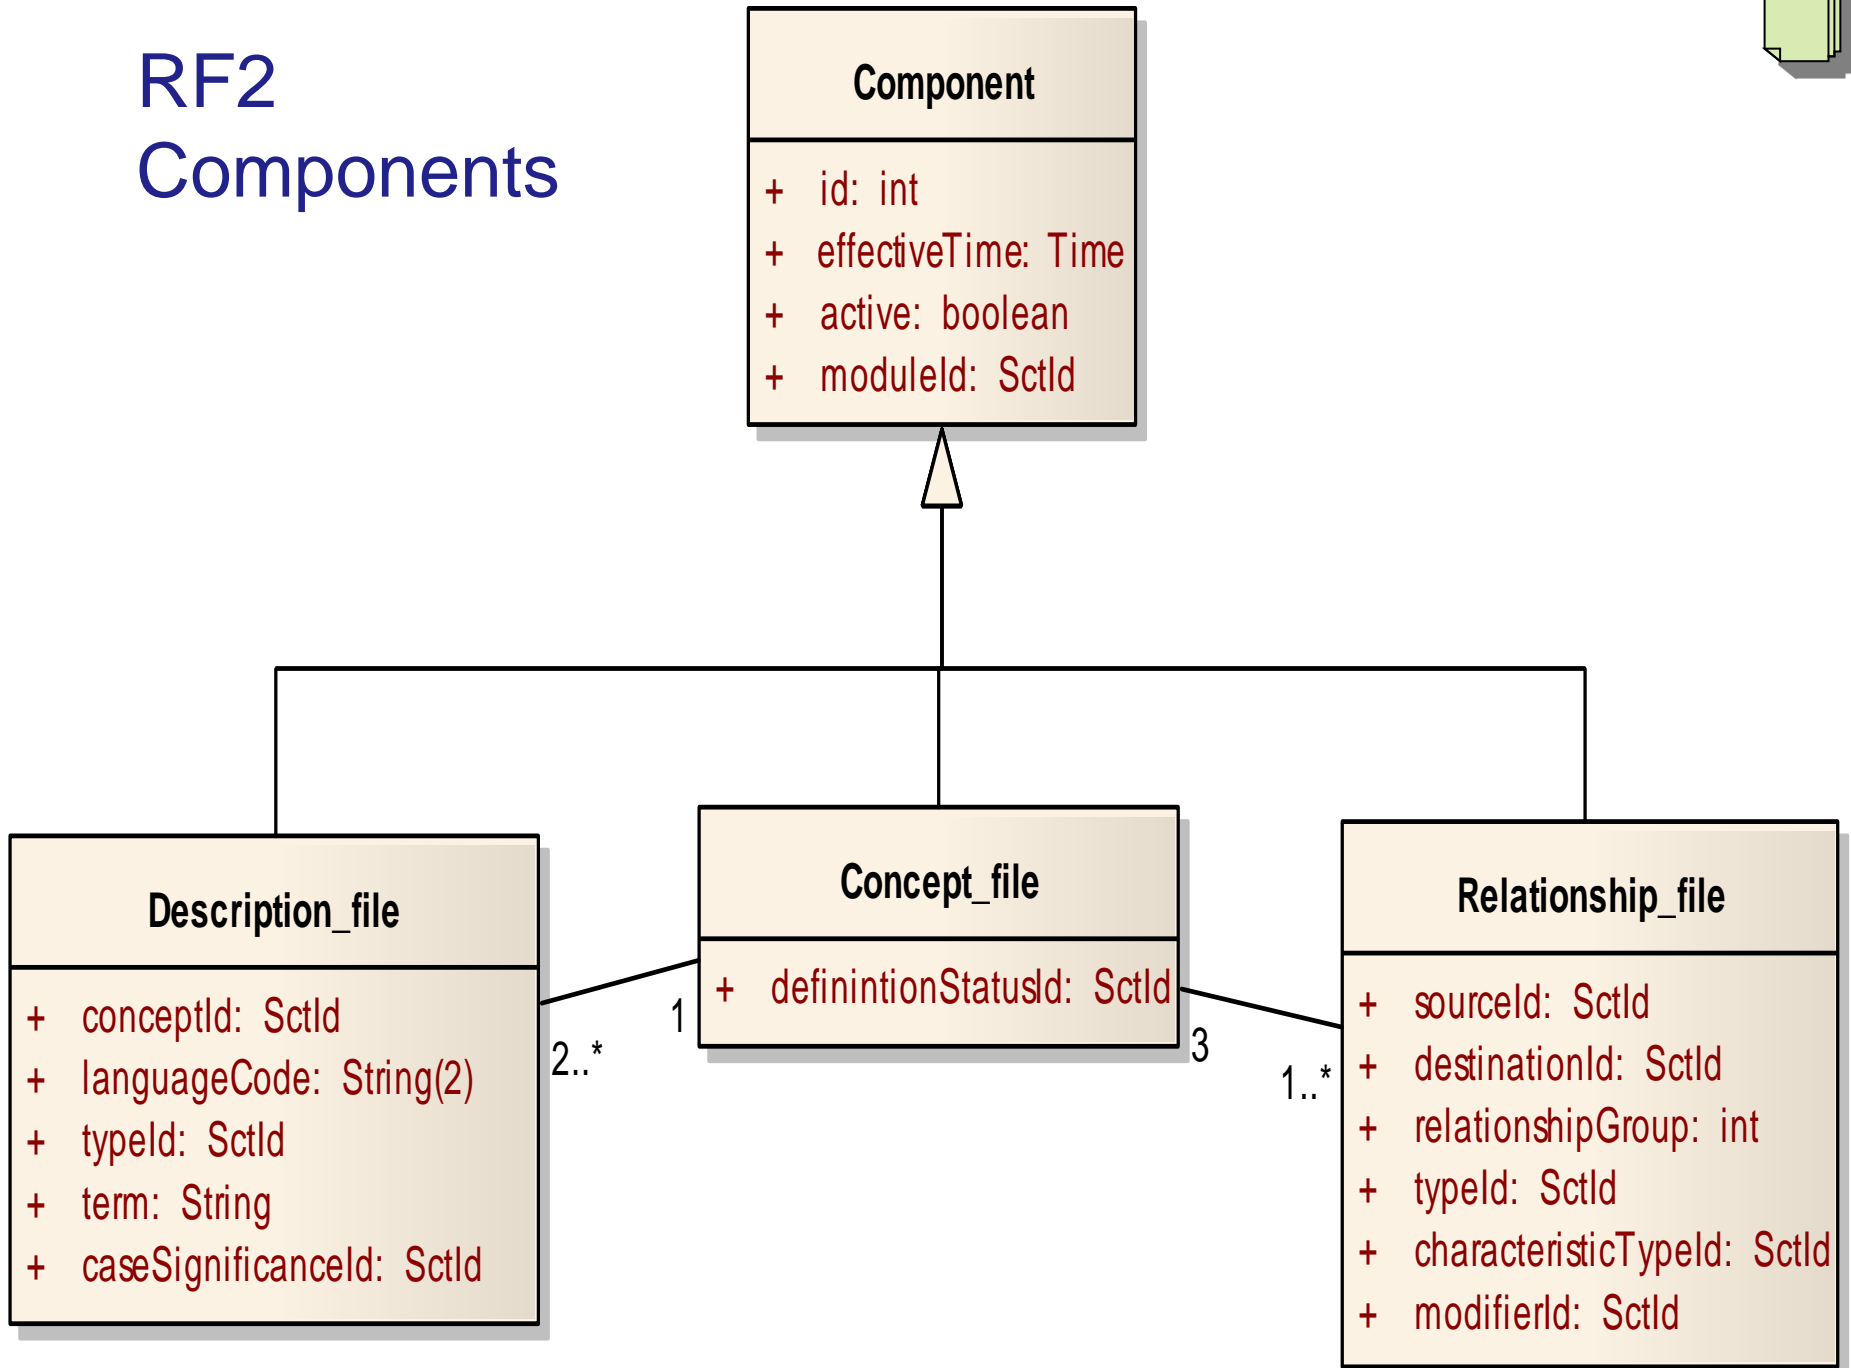 RF2
Components
Component
+ id: int
+ effectiveTime: Time
+ active: boolean
+ moduleId: SctId
Description_file
+ conceptId: SctId
+ languageCode: String(2)
+ typeId: SctId
+ term: String
+ caseSignificanceId: SctId
2..*
1
Concept_file
+ definintionStatusId: SctId
3
1..*
Relationship_file
+ sourceId: SctId
+ destinationId: SctId
+ relationshipGroup: int
+ typeId: SctId
+ characteristicTypeId: SctId
+ modifierId: SctId